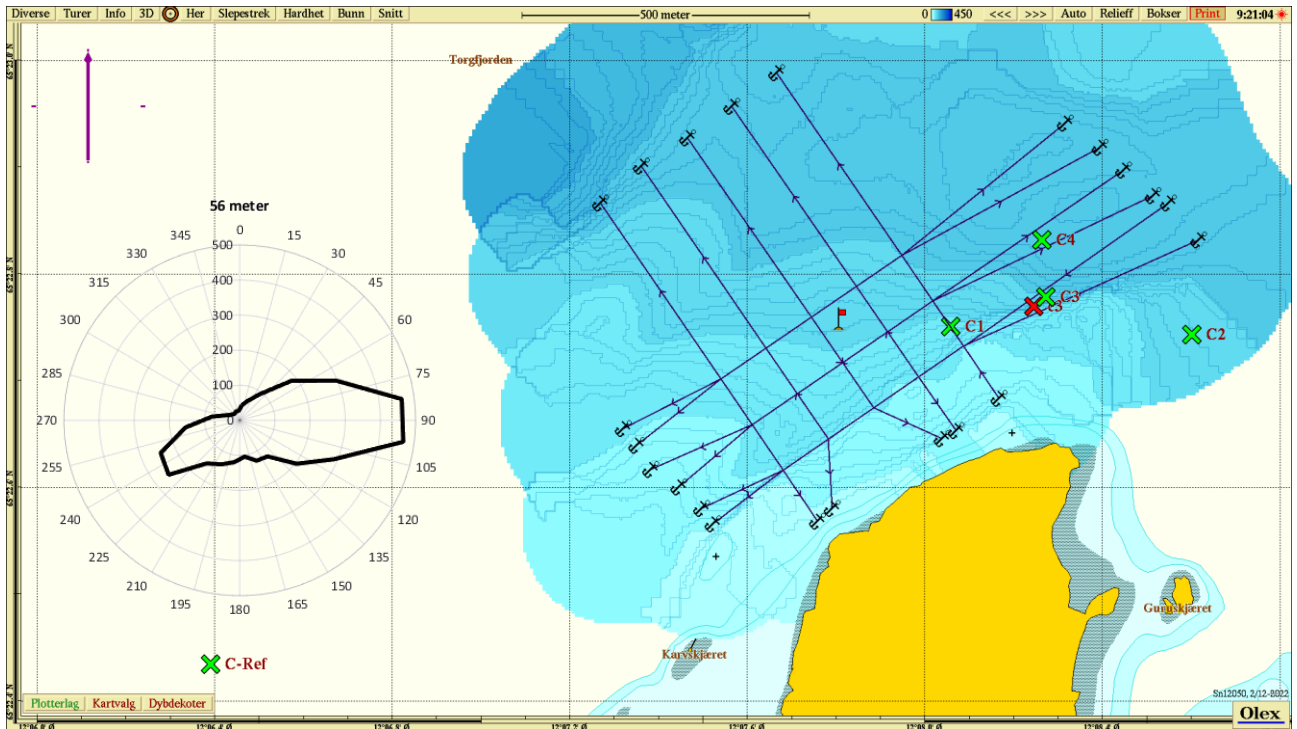 Diverse Turer Info 3D Her Slepestrek Hardhet Bunn Snitt 500 meter 0 450 <<< >>> Auto Relieff Bokser Print 9:21:04
Torgfjorden
56 meter
0
345 15
330 30
315 45
300 60
285 75
270 90
255 105
240 120
225 135
210 150
195 165
180
500
400
300
200
100
0
C4
C3
C1
C2
Guruskjæret
Karvskjæret
C-Ref
Sn12050, 2/12-2022
Plotterlag Kartvalg Dybdekoter
Olex